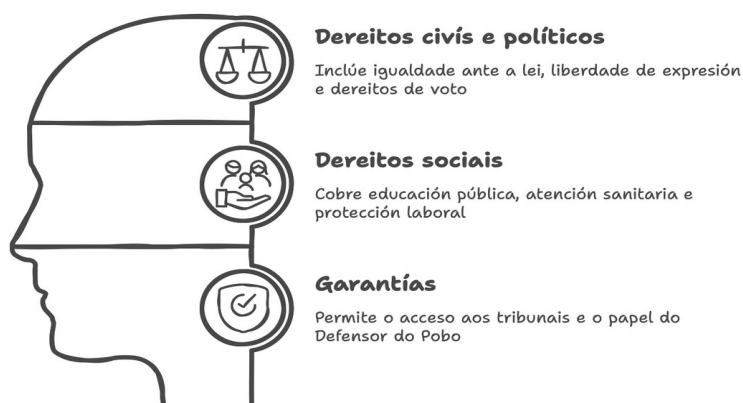 Dereitos civís e políticos
Inclúe igualdade ante a lei, liberdade de expresión
e dereitos de voto
Dereitos sociais
Cobre educación pública, atención sanitaria e
protección laboral
Garantías
Permite o acceso aos tribunais e o papel do
Defensor do Pobo